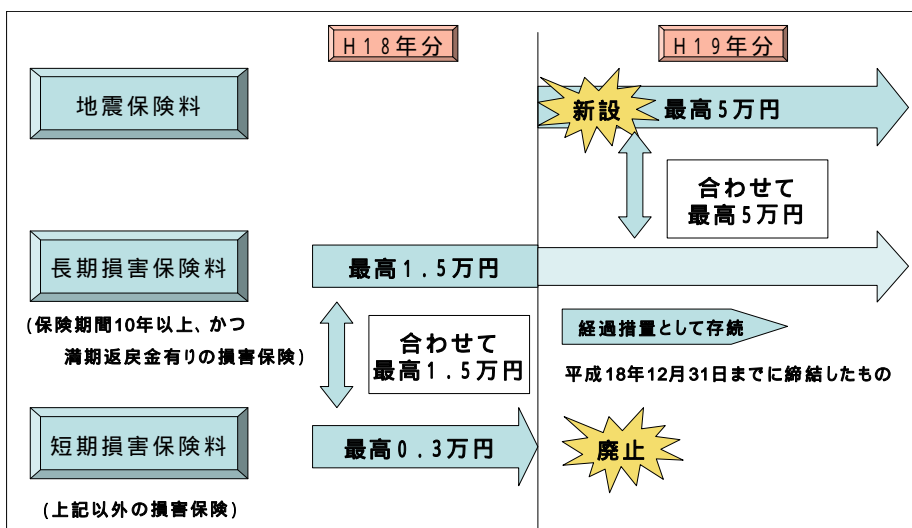 H18年分
H19年分
地震保険料
新設
最高5万円
合わせて
最高5万円
長期損害保険料
最高1.5万円
(保険期間10年以上、かつ
満期返戻金有りの損害保険)
合わせて
最高1.5万円
経過措置として存続
平成18年12月31日までに締結したもの
短期損害保険料
最高0.3万円
廃止
(上記以外の損害保険)